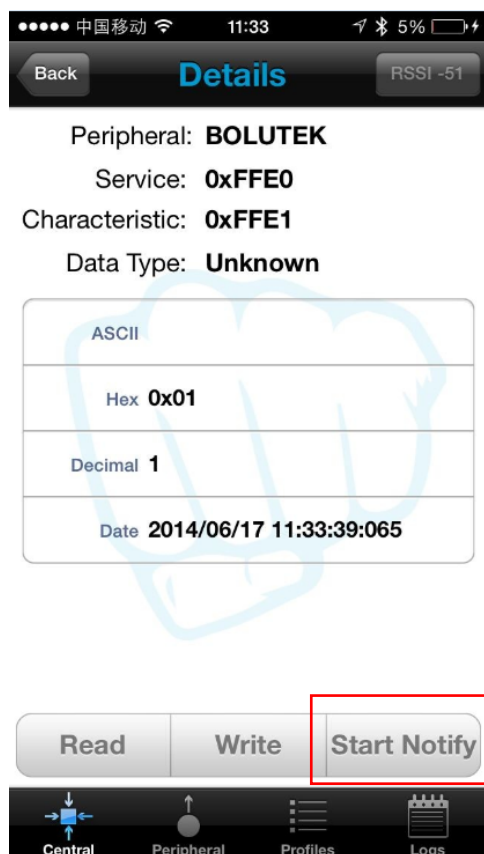 中国移动 11:33 5%
Back Details RSSI -51
Peripheral: BOLUTEK
Service: 0xFFE0
Characteristic: 0xFFE1
Data Type: Unknown
ASCII
Hex 0x01
Decimal 1
Date 2014/06/17 11:33:39:065
Read Write Start Notify
Central Peripheral Profiles Logs